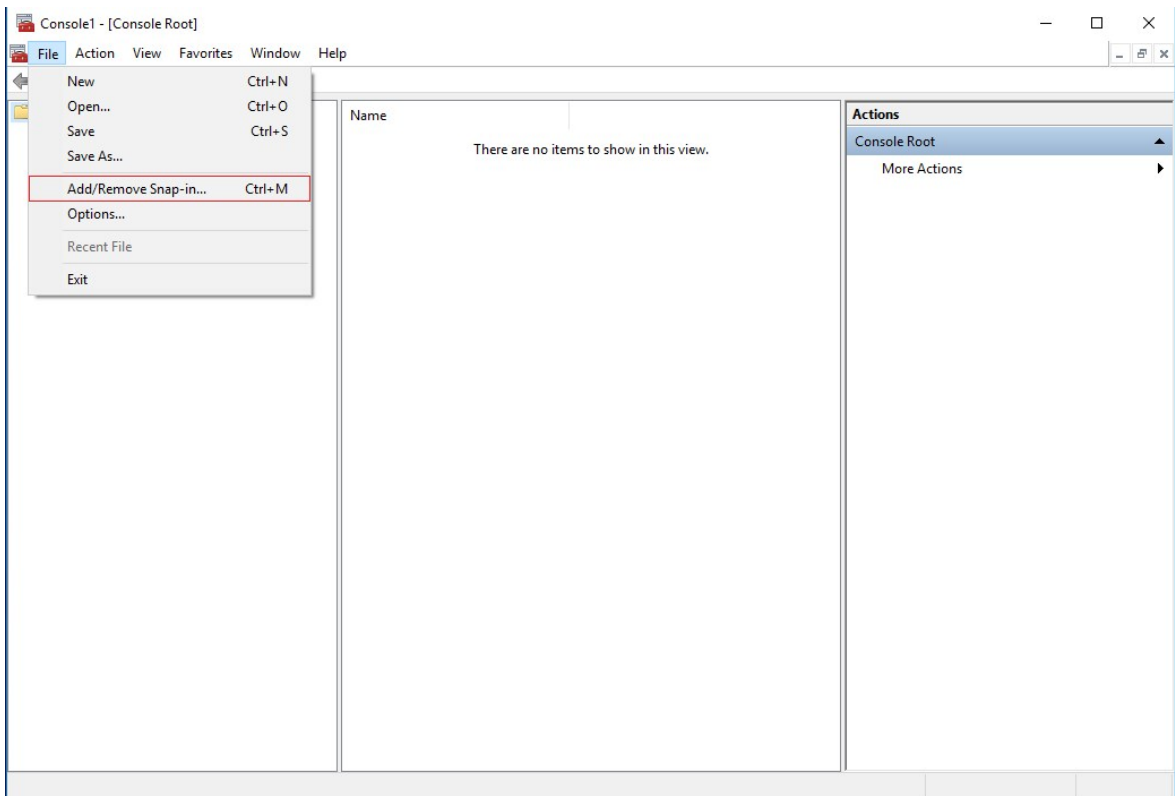 Console1 - [Console Root]
File Action View Favorites Window Help
New Ctrl+N
Open... Ctrl+O
Save Ctrl+S
Save As...
Add/Remove Snap-in... Ctrl+M
Options...
Recent File
Exit
Name
There are no items to show in this view.
Actions
Console Root
More Actions